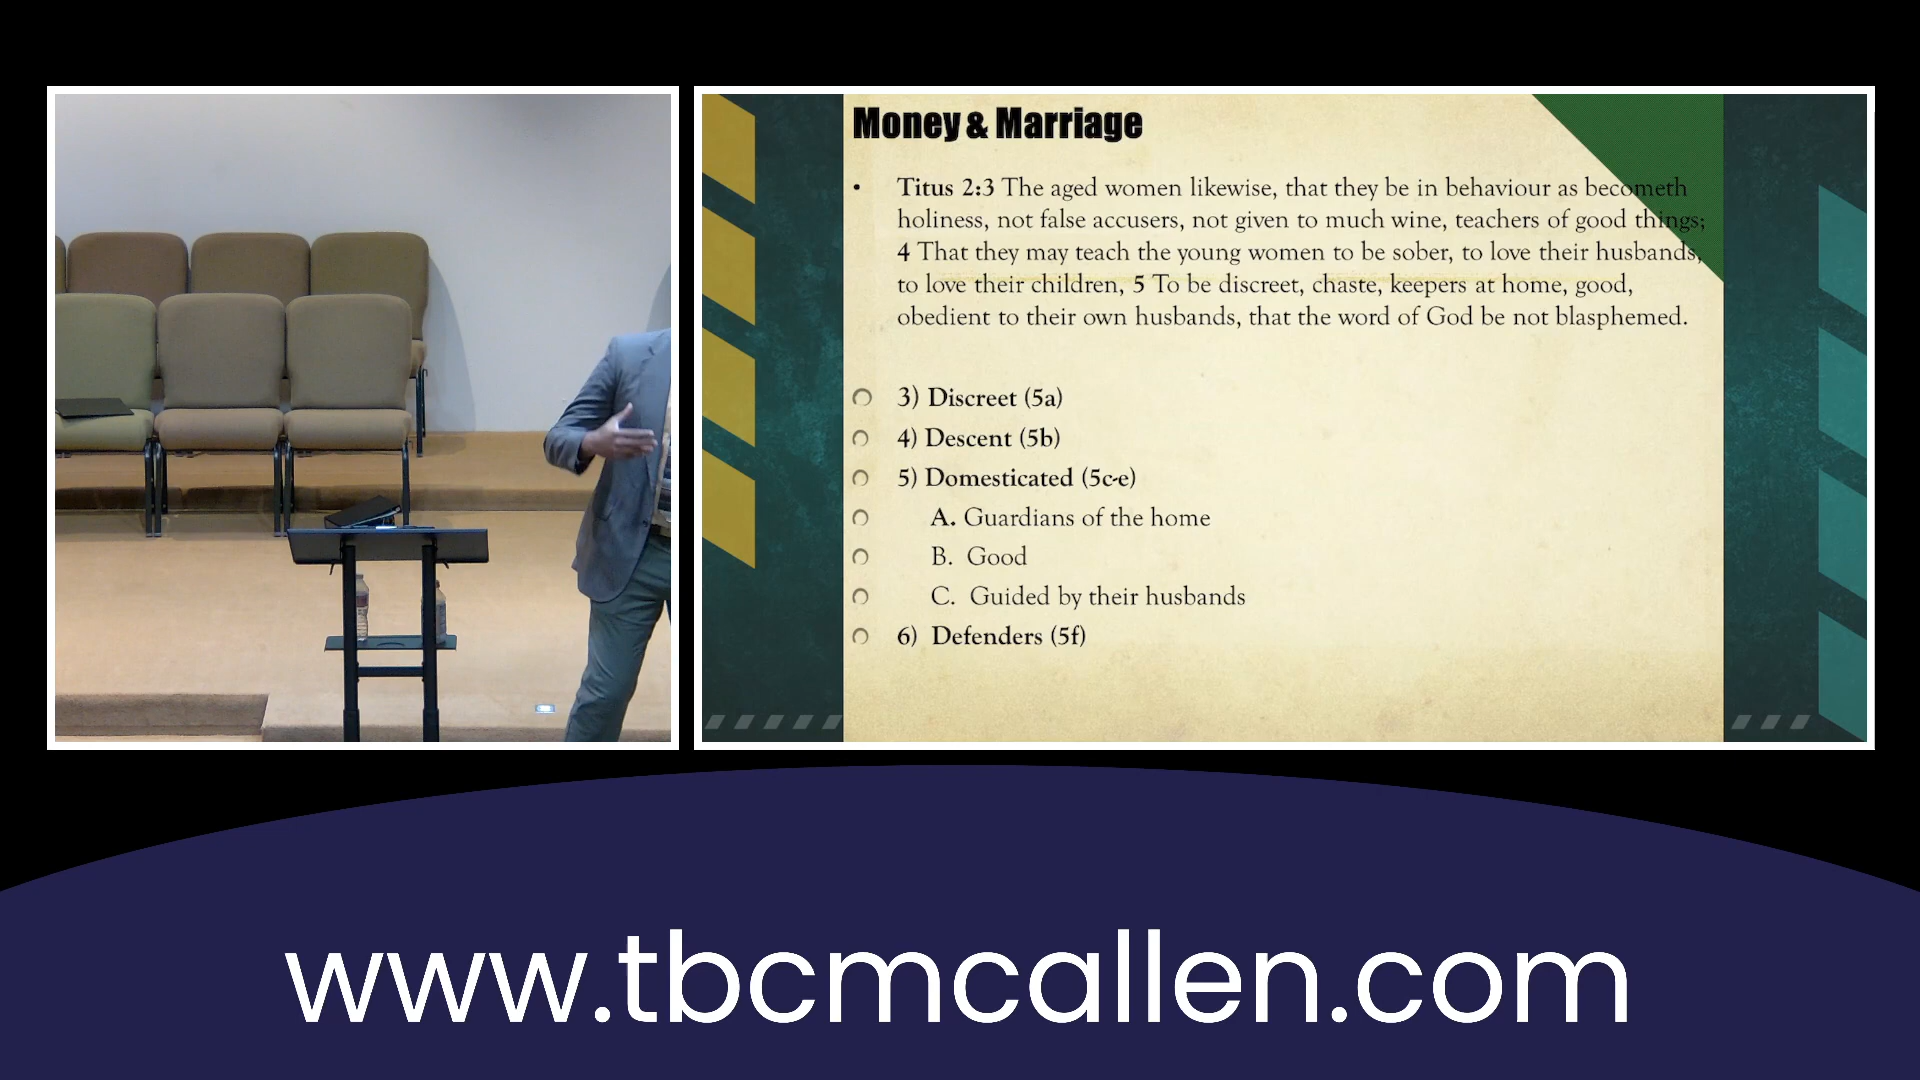 Money & Marriage
• Titus 2:3 The aged women likewise, that they be in behaviour as becometh
holiness, not false accusers, not given to much wine, teachers of good things;
4 That they may teach the young women to be sober, to love their husbands,
to love their children, 5 To be discreet, chaste, keepers at home, good,
obedient to their own husbands, that the word of God be not blasphemed.
3) Discreet (5a)
4) Descent (5b)
5) Domesticated (5c-e)
A. Guardians of the home
B. Good
C. Guided by their husbands
6) Defenders (5f)
www.tbcmcallen.com